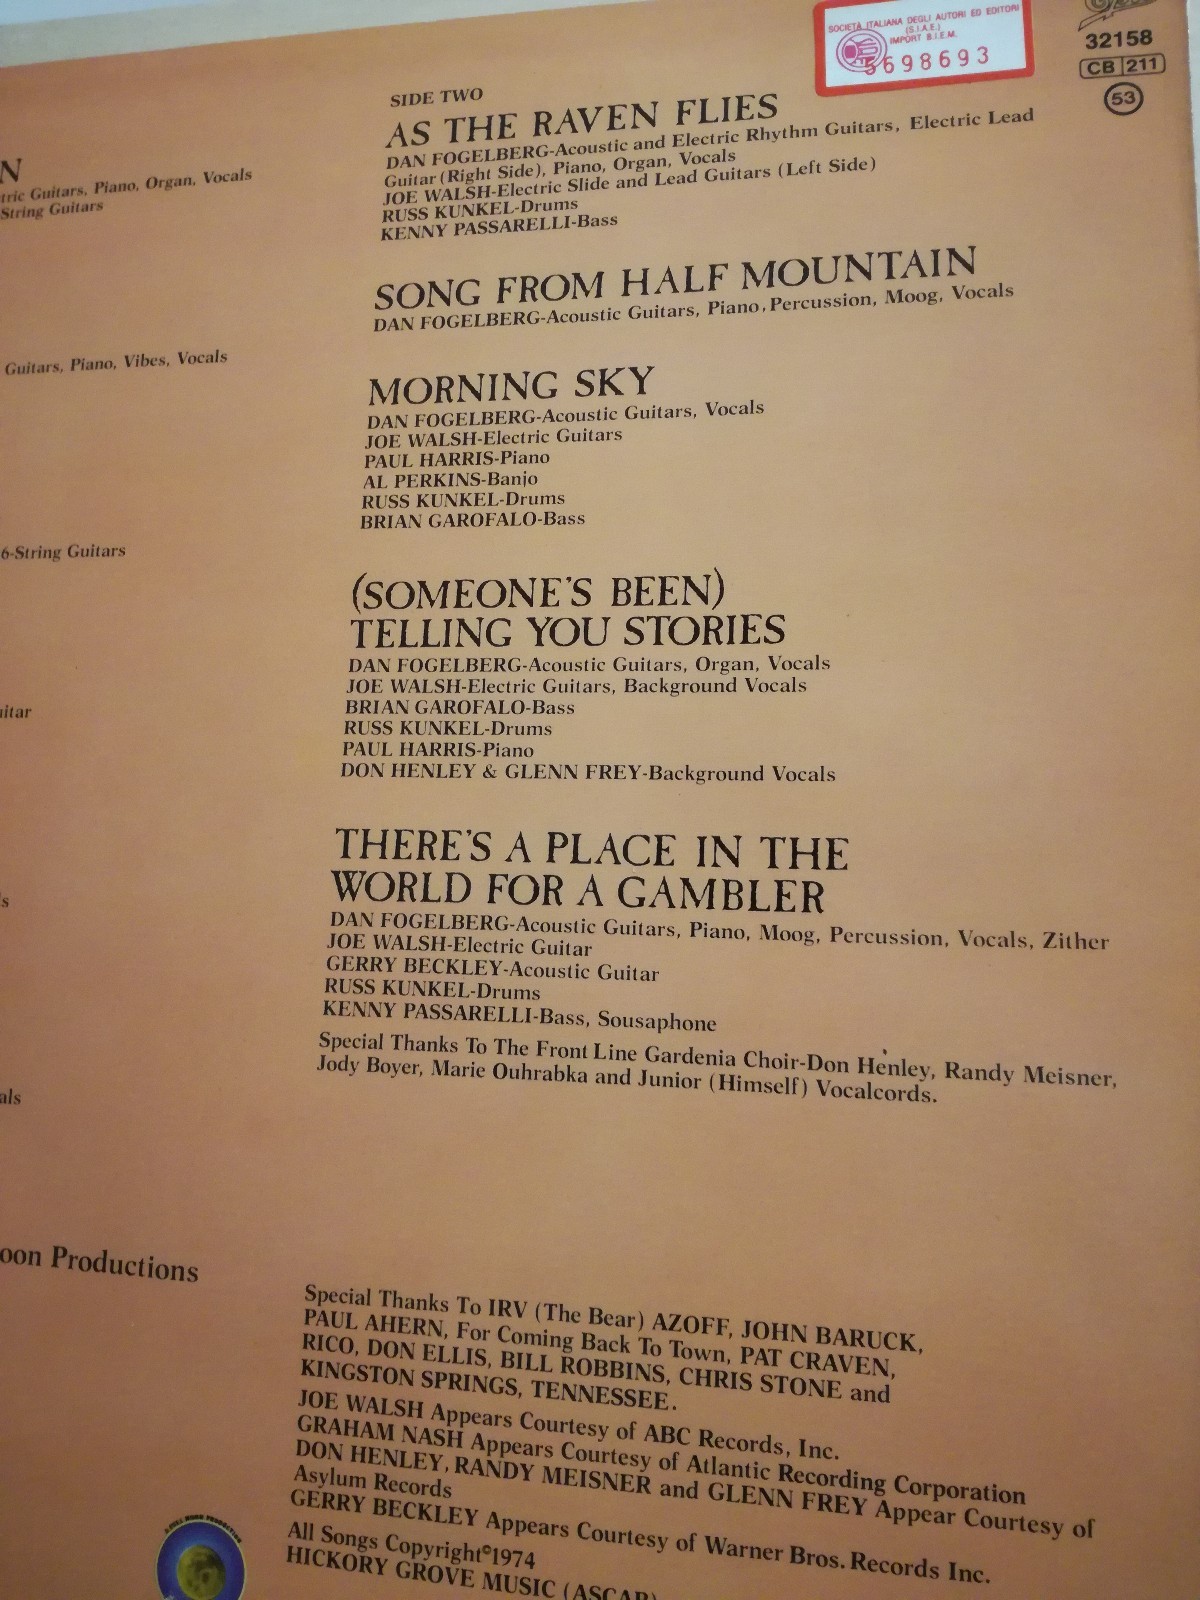 SOCIETÀ ITALIANA DEGLI AUTORI ED EDITORI
(S.I.A.E.)
IMPORT B.I.E.M.
5698693
32158
CB 211
53
N
tric Guitars, Piano, Organ, Vocals
String Guitars
Guitars, Piano, Vibes, Vocals
6-String Guitars
itar
s
als
oon Productions
SIDE TWO
AS THE RAVEN FLIES
DAN FOGELBERG-Acoustic and Electric Rhythm Guitars, Electric Lead
Guitar (Right Side), Piano, Organ, Vocals
JOE WALSH-Electric Slide and Lead Guitars (Left Side)
RUSS KUNKEL-Drums
KENNY PASSARELLI-Bass
SONG FROM HALF MOUNTAIN
DAN FOGELBERG-Acoustic Guitars, Piano, Percussion, Moog, Vocals
MORNING SKY
DAN FOGELBERG-Acoustic Guitars, Vocals
JOE WALSH-Electric Guitars
PAUL HARRIS-Piano
AL PERKINS-Banjo
RUSS KUNKEL-Drums
BRIAN GAROFALO-Bass
(SOMEONE'S BEEN)
TELLING YOU STORIES
DAN FOGELBERG-Acoustic Guitars, Organ, Vocals
JOE WALSH-Electric Guitars, Background Vocals
BRIAN GAROFALO-Bass
RUSS KUNKEL-Drums
PAUL HARRIS-Piano
DON HENLEY & GLENN FREY-Background Vocals
THERE'S A PLACE IN THE
WORLD FOR A GAMBLER
DAN FOGELBERG-Acoustic Guitars, Piano, Moog, Percussion, Vocals, Zither
JOE WALSH-Electric Guitar
GERRY BECKLEY-Acoustic Guitar
RUSS KUNKEL-Drums
KENNY PASSARELLI-Bass, Sousaphone
Special Thanks To The Front Line Gardenia Choir-Don Henley, Randy Meisner,
Jody Boyer, Marie Ouhrabka and Junior (Himself) Vocalcords.
Special Thanks To IRV (The Bear) AZOFF, JOHN BARUCK,
PAUL AHERN, For Coming Back To Town, PAT CRAVEN,
RICO, DON ELLIS, BILL ROBBINS, CHRIS STONE and
KINGSTON SPRINGS, TENNESSEE.
JOE WALSH Appears Courtesy of ABC Records, Inc.
GRAHAM NASH Appears Courtesy of Atlantic Recording Corporation
DON HENLEY, RANDY MEISNER and GLENN FREY Appear Courtesy of
Asylum Records
GERRY BECKLEY Appears Courtesy of Warner Bros. Records Inc.
All Songs Copyright©1974
HICKORY GROVE MUSIC (ASCAP)
A FULL MOON PRODUCTION